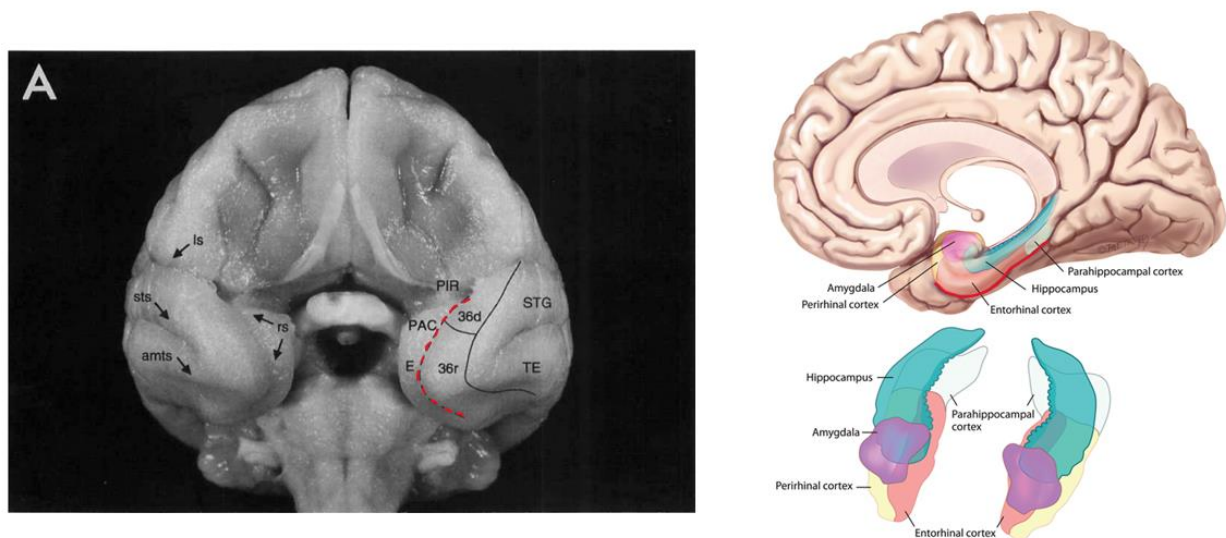 A
ls
sts
rs
amts
PIR
PAC
36d
STG
E
36r
TE
Amygdala
Perirhinal cortex
Parahippocampal cortex
Hippocampus
Entorhinal cortex
Hippocampus
Parahippocampal
cortex
Amygdala
Perirhinal cortex
Entorhinal cortex